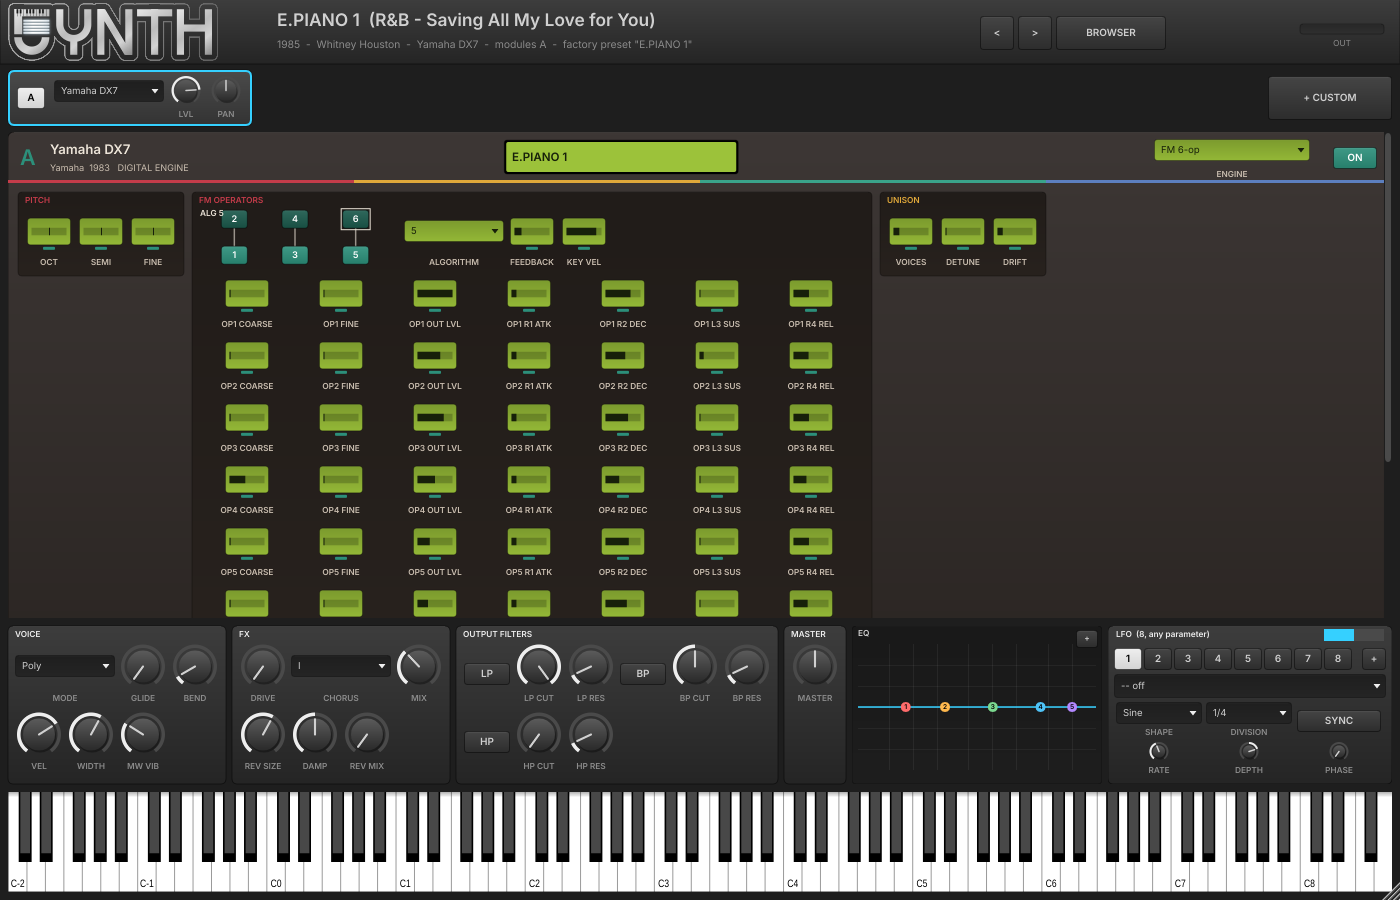 SYNTH
E.PIANO 1 (R&B - Saving All My Love for You)
1985 - Whitney Houston - Yamaha DX7 - modules A - factory preset "E.PIANO 1"
< > BROWSER
OUT
A Yamaha DX7
LVL PAN
+ CUSTOM
A Yamaha DX7
Yamaha 1983 DIGITAL ENGINE
E.PIANO 1
FM 6-op
ENGINE
ON
PITCH
OCT SEMI FINE
FM OPERATORS
ALG 5
2 4 6
1 3 5
5
ALGORITHM FEEDBACK KEY VEL
UNISON
VOICES DETUNE DRIFT
OP1 COARSE OP1 FINE OP1 OUT LVL OP1 R1 ATK OP1 R2 DEC OP1 L3 SUS OP1 R4 REL
OP2 COARSE OP2 FINE OP2 OUT LVL OP2 R1 ATK OP2 R2 DEC OP2 L3 SUS OP2 R4 REL
OP3 COARSE OP3 FINE OP3 OUT LVL OP3 R1 ATK OP3 R2 DEC OP3 L3 SUS OP3 R4 REL
OP4 COARSE OP4 FINE OP4 OUT LVL OP4 R1 ATK OP4 R2 DEC OP4 L3 SUS OP4 R4 REL
OP5 COARSE OP5 FINE OP5 OUT LVL OP5 R1 ATK OP5 R2 DEC OP5 L3 SUS OP5 R4 REL
VOICE
Poly
MODE GLIDE BEND
VEL WIDTH MW VIB
FX
I
DRIVE CHORUS MIX
REV SIZE DAMP REV MIX
OUTPUT FILTERS
LP BP
LP CUT LP RES BP CUT BP RES
HP
HP CUT HP RES
MASTER
MASTER
EQ
+
1 2 3 4 5
LFO (8, any parameter)
1 2 3 4 5 6 7 8 +
-- off
Sine 1/4 SYNC
SHAPE DIVISION
RATE DEPTH PHASE
C-2 C-1 C0 C1 C2 C3 C4 C5 C6 C7 C8